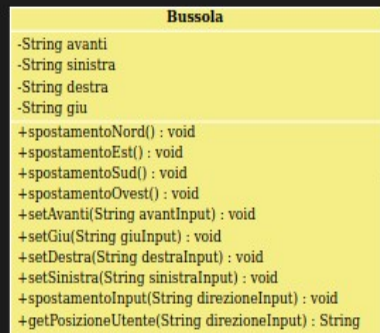 Bussola
-String avanti
-String sinistra
-String destra
-String giu
+spostamentoNord() : void
+spostamentoEst() : void
+spostamentoSud() : void
+spostamentoOvest() : void
+setAvanti(String avantInput) : void
+setGiu(String giuInput) : void
+setDestra(String destraInput) : void
+setSinistra(String sinistraInput) : void
+spostamentoInput(String direzioneInput) : void
+getPosizioneUtente(String direzioneInput) : String